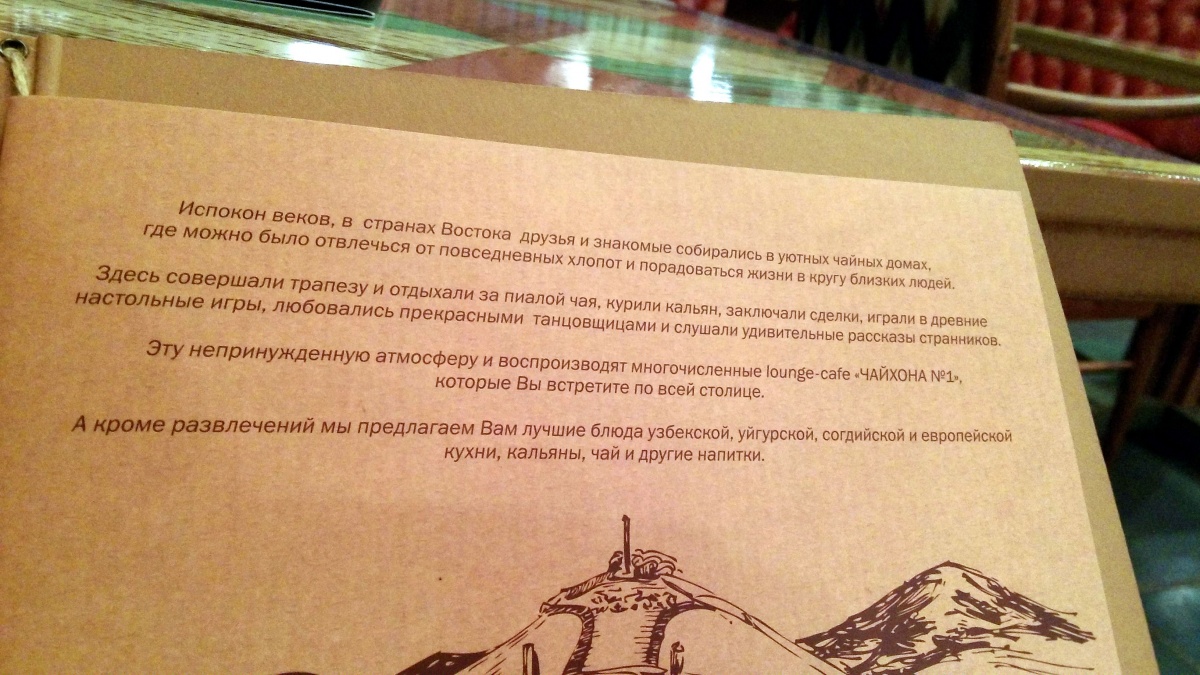 Испокон веков, в странах Востока друзья и знакомые собирались в уютных чайных домах,
где можно было отвлечься от повседневных хлопот и порадоваться жизни в кругу близких людей.
Здесь совершали трапезу и отдыхали за пиалой чая, курили кальян, заключали сделки, играли в древние
настольные игры, любовались прекрасными танцовщицами и слушали удивительные рассказы странников.
Эту непринужденную атмосферу и воспроизводят многочисленные lounge-cafe «ЧАЙХОНА №1»,
которые Вы встретите по всей столице.
А кроме развлечений мы предлагаем Вам лучшие блюда узбекской, уйгурской, согдийской и европейской
кухни, кальяны, чай и другие напитки.